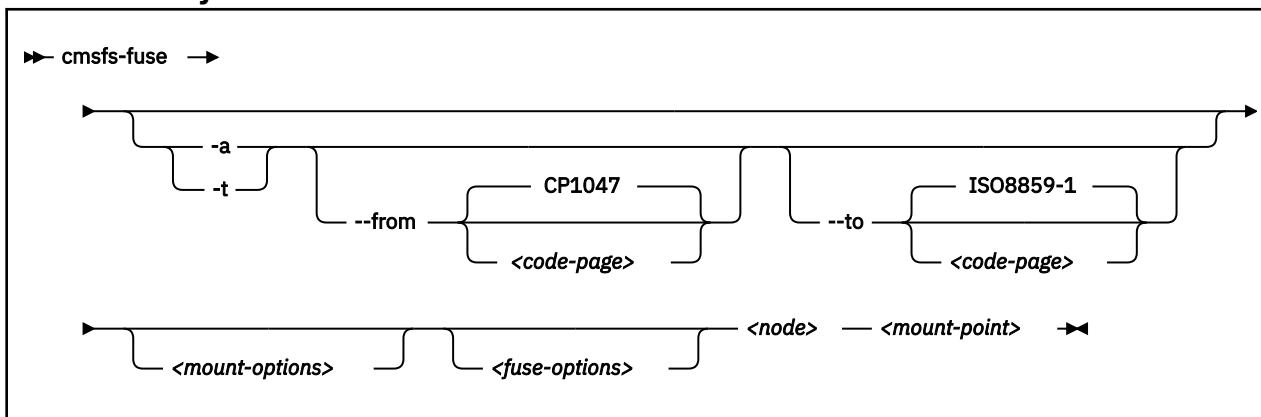 cmsfs-fuse
-a
-t
CP1047
ISO8859-1
--from
--to
<code-page>
<code-page>
<node>
<mount-point>
<mount-options>
<fuse-options>